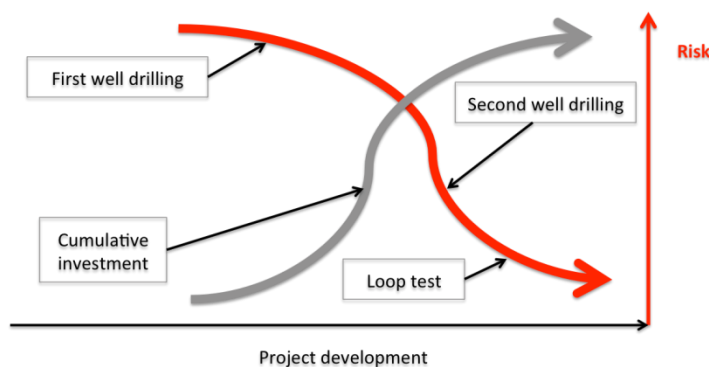 Risk
First well drilling
Second well drilling
Cumulative
investment
Loop test
Project development